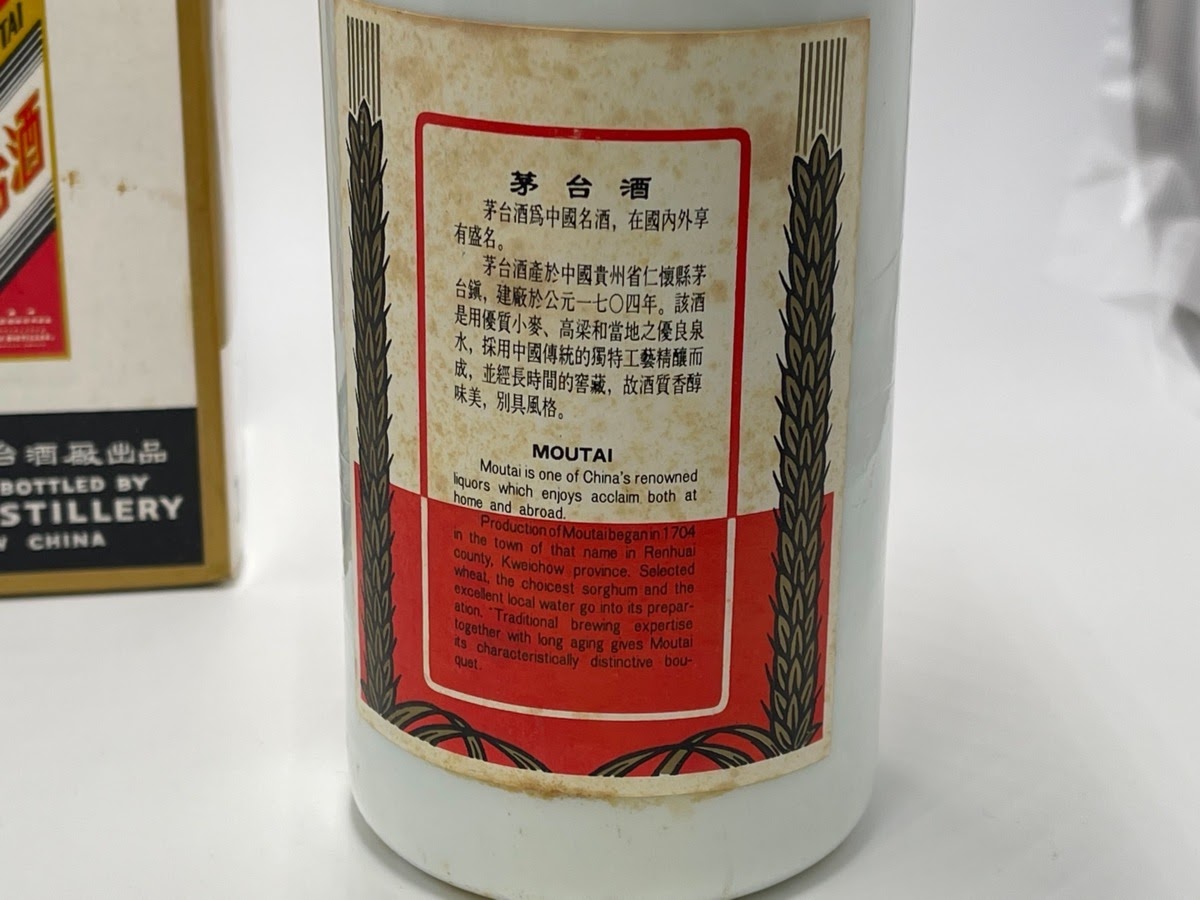 TAI
酒
台酒廠出品
BOTTLED BY
STILLERY
CHINA
茅台酒
茅台酒爲中國名酒，在國內外享
有盛名。
茅台酒產於中國貴州省仁懷縣茅
台鎭，建廠於公元一七〇四年。該酒
是用優質小麥、高梁和當地之優良泉
水，採用中國傳統的獨特工藝精釀而
成，並經長時間的窖藏，故酒質香醇
味美，別具風格。
MOUTAI
Moutai is one of China's renowned
liquors which enjoys acclaim both at
home and abroad.
Production of Moutai began in 1704
in the town of that name in Renhuai
county, Kweichow province. Selected
wheat, the choicest sorghum and the
excellent local water go into its prepar-
ation. Traditional brewing expertise
together with long aging gives Moutai
its characteristically distinctive bou-
quet.